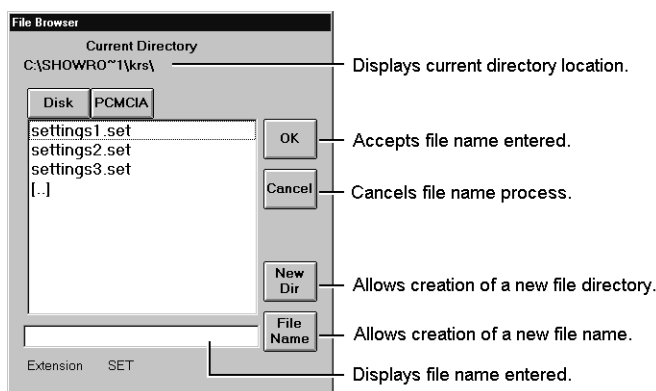 File Browser
Current Directory
C:\SHOWRO~1\krs\
Displays current directory location.
Disk
PCMCIA
settings1.set
settings2.set
settings3.set
[..]
OK
Accepts file name entered.
Cancel
Cancels file name process.
New
Dir
Allows creation of a new file directory.
File
Name
Allows creation of a new file name.
Extension SET
Displays file name entered.